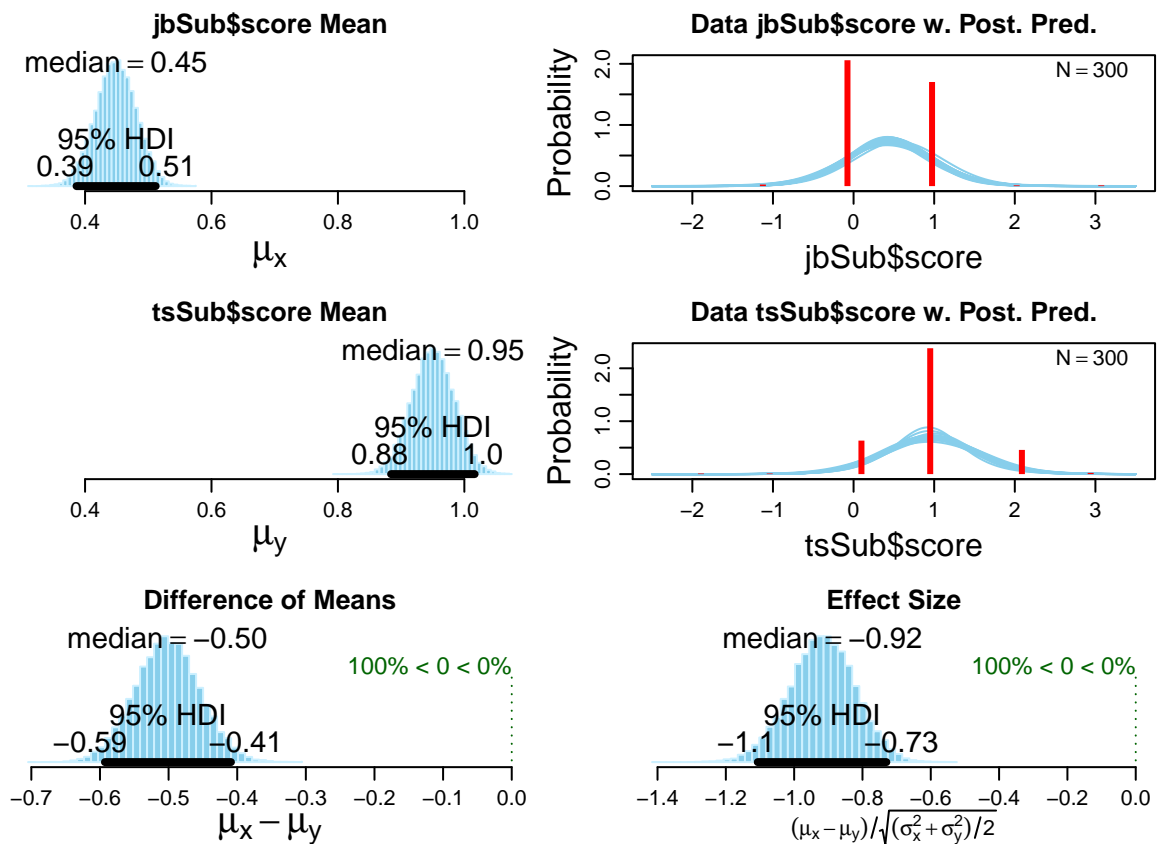 jbSub$score Mean
median = 0.45
95% HDI
0.39 0.51
0.4 0.6 0.8 1.0
μx
Data jbSub$score w. Post. Pred.
N = 300
Probability
0.0 1.0 2.0
−2 −1 0 1 2 3
jbSub$score
tsSub$score Mean
median = 0.95
95% HDI
0.88 1.0
0.4 0.6 0.8 1.0
μy
Data tsSub$score w. Post. Pred.
N = 300
Probability
0.0 1.0 2.0
−2 −1 0 1 2 3
tsSub$score
Difference of Means
median = −0.50
100% < 0 < 0%
95% HDI
−0.59 −0.41
−0.7 −0.6 −0.5 −0.4 −0.3 −0.2 −0.1 0.0
μx − μy
Effect Size
median = −0.92
100% < 0 < 0%
95% HDI
−1.1 −0.73
−1.4 −1.2 −1.0 −0.8 −0.6 −0.4 −0.2 0.0
(μx − μy)/√(σx² + σy²)/2